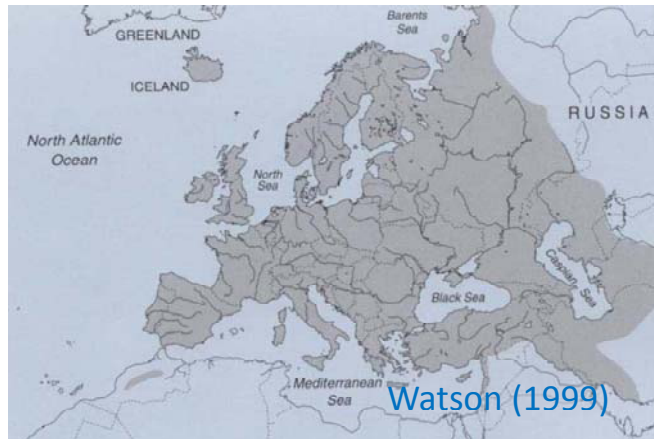 Barents
Sea
GREENLAND
ICELAND
RUSSIA
North Atlantic
Ocean
North
Sea
Caspian
Sea
Black Sea
Mediterranean
Sea
Watson (1999)